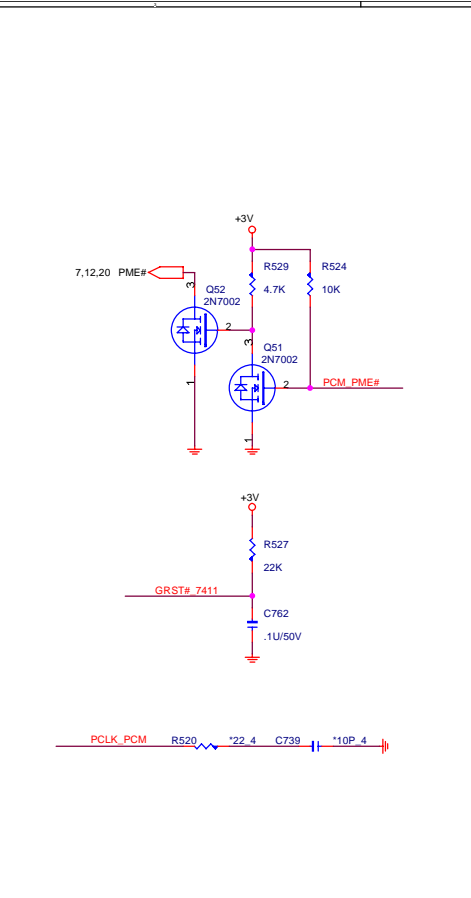 +3V
7,12,20 PME#
R529
R524
Q52
2N7002
4.7K
10K
3
2
3
Q51
2N7002
1
2
PCM_PME#
1
+3V
R527
22K
GRST#_7411
C762
.1U/50V
PCLK_PCM
R520
*22_4
C739
*10P_4